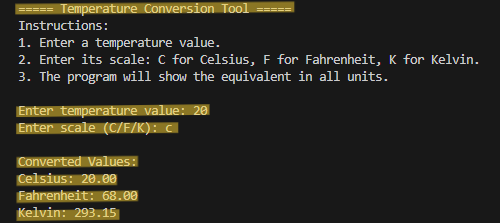 ===== Temperature Conversion Tool =====
Instructions:
1. Enter a temperature value.
2. Enter its scale: C for Celsius, F for Fahrenheit, K for Kelvin.
3. The program will show the equivalent in all units.
Enter temperature value: 20
Enter scale (C/F/K): c
Converted Values:
Celsius: 20.00
Fahrenheit: 68.00
Kelvin: 293.15